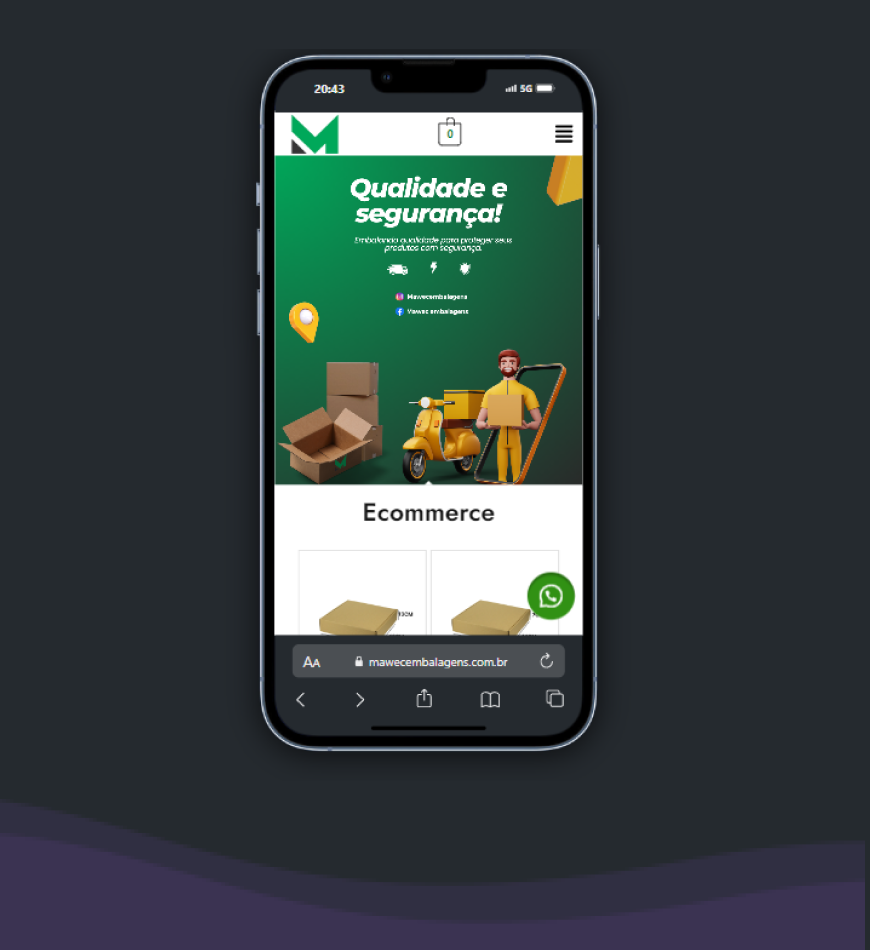 20:43
5G
0
Qualidade e
segurança!
Embalando qualidade para proteger seus
produtos com segurança.
Mawecembalagens
embalagens
Ecommerce
AA
mawecembalagens.com.br